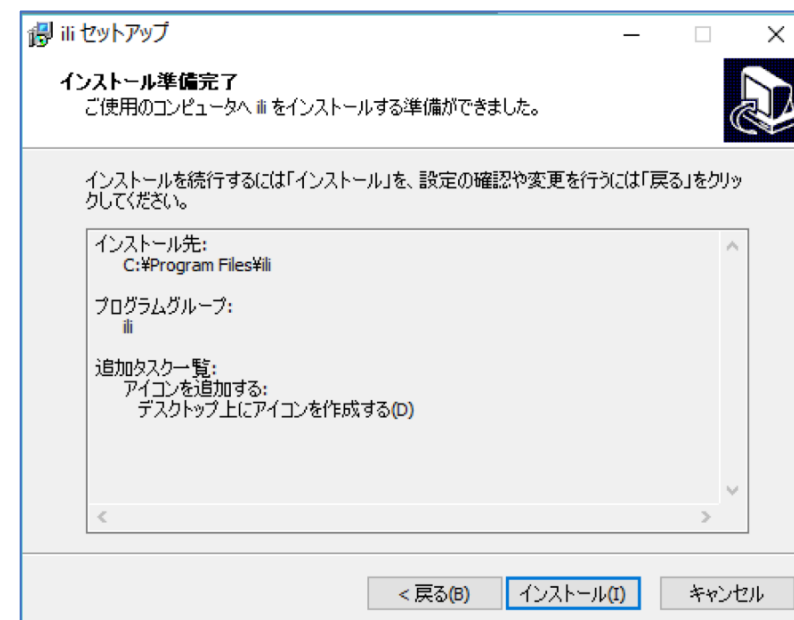 ili セットアップ
インストール準備完了
ご使用のコンピュータへ ili をインストールする準備ができました。
インストールを続行するには「インストール」を、設定の確認や変更を行うには「戻る」をクリッ
クしてください。
インストール先:
C:¥Program Files¥ili
プログラムグループ:
ili
追加タスク一覧:
アイコンを追加する:
デスクトップ上にアイコンを作成する(D)
< 戻る(B)
インストール(I)
キャンセル